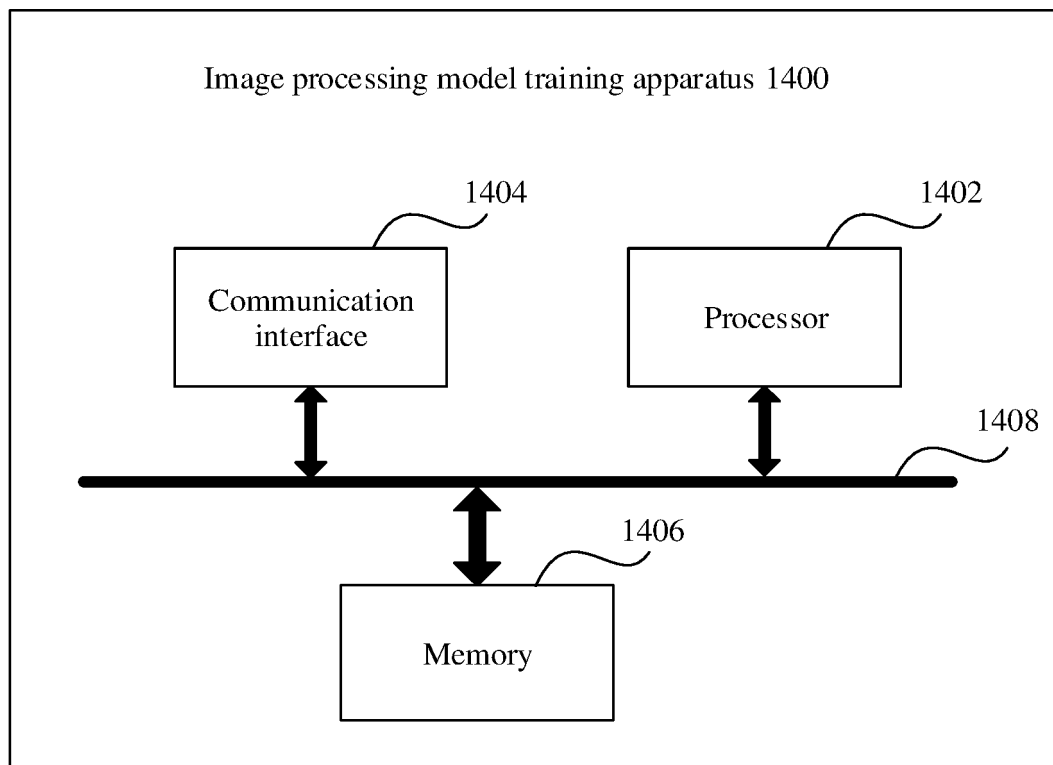 Image processing model training apparatus 1400
1404
1402
Communication
interface
Processor
1408
1406
Memory